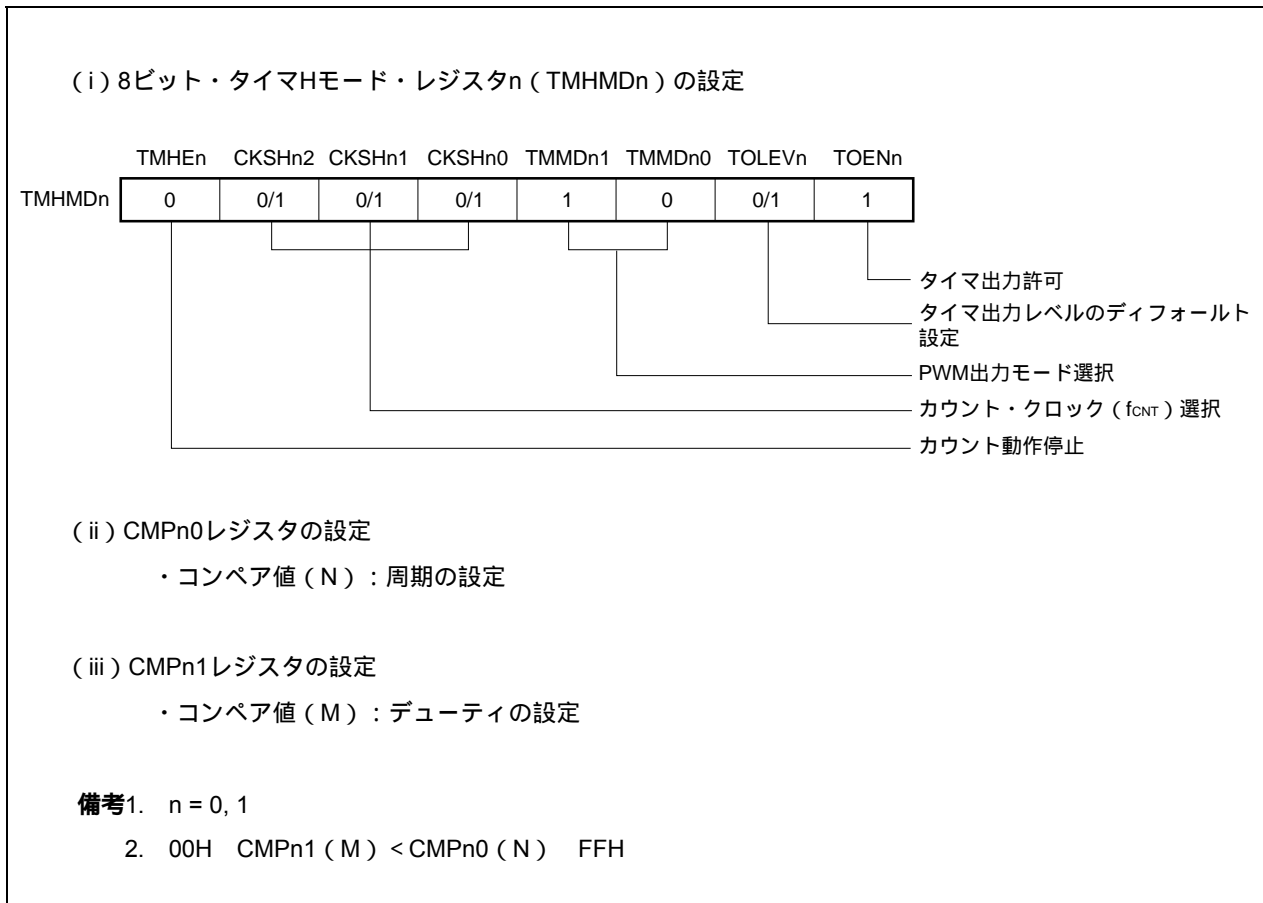 （i）8ビット・タイマHモード・レジスタn（TMHMDn）の設定
TMHEn CKSHn2 CKSHn1 CKSHn0 TMMDn1 TMMDn0 TOLEVn TOENn
TMHMDn 0 0/1 0/1 0/1 1 0 0/1 1
タイマ出力許可
タイマ出力レベルのディフォールト
設定
PWM出力モード選択
カウント・クロック（fCNT）選択
カウント動作停止
（ii）CMPn0レジスタの設定
・コンペア値（N）：周期の設定
（iii）CMPn1レジスタの設定
・コンペア値（M）：デューティの設定
備考1. n = 0, 1
2. 00H CMPn1（M）＜CMPn0（N） FFH